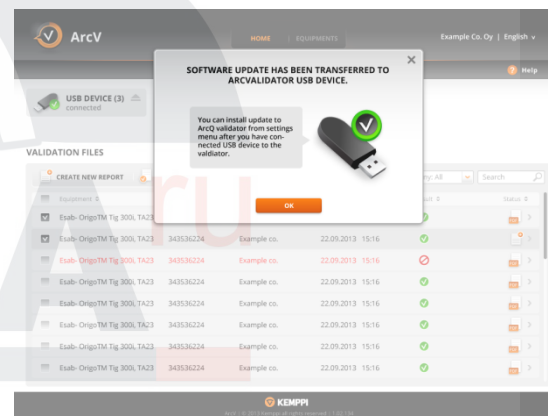 ArcV
HOME
EQUIPMENTS
Example Co. Oy | English
Help
USB DEVICE (3)
connected
SOFTWARE UPDATE HAS BEEN TRANSFERRED TO
ARCVALIDATOR USB DEVICE.
You can install update to
ArcQ validator from settings
menu after you have con-
nected USB device to the
valdiator.
OK
VALIDATION FILES
CREATE NEW REPORT
All
Search
Equipment
Status
Esab- OrigoTM Tig 300i, TA23 343536224 Example co. 22.09.2013 15:16
Esab- OrigoTM Tig 300i, TA23 343536224 Example co. 22.09.2013 15:16
Esab- OrigoTM Tig 300i, TA23 343536224 Example co. 22.09.2013 15:16
Esab- OrigoTM Tig 300i, TA23 343536224 Example co. 22.09.2013 15:16
Esab- OrigoTM Tig 300i, TA23 343536224 Example co. 22.09.2013 15:16
Esab- OrigoTM Tig 300i, TA23 343536224 Example co. 22.09.2013 15:16
Esab- OrigoTM Tig 300i, TA23 343536224 Example co. 22.09.2013 15:16
KEMPPI
.ru